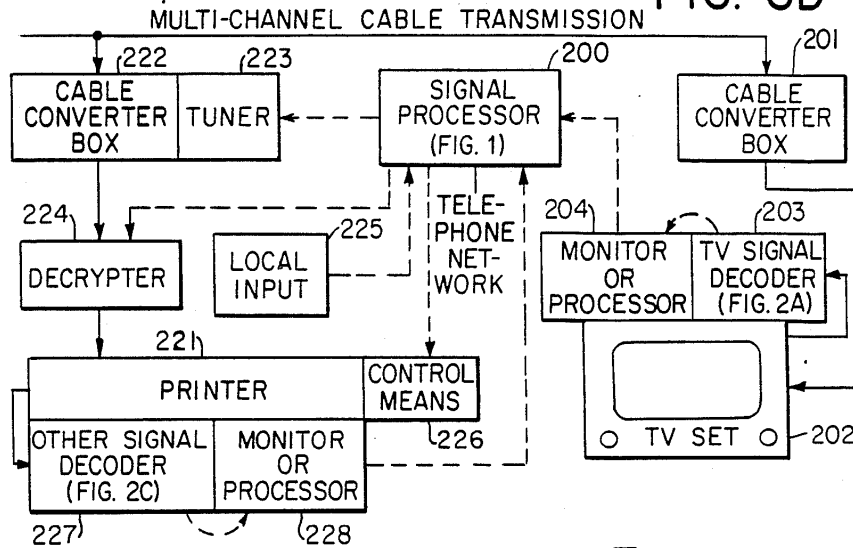 FIG. 6D
MULTI-CHANNEL CABLE TRANSMISSION
222
223
200
201
CABLE
CONVERTER
BOX
TUNER
SIGNAL
PROCESSOR
(FIG. 1)
CABLE
CONVERTER
BOX
224
DECRYPTER
225
LOCAL
INPUT
TELE-
PHONE
NET-
WORK
204
203
MONITOR
OR
PROCESSOR
TV SIGNAL
DECODER
(FIG. 2A)
TV SET
202
221
PRINTER
CONTROL
MEANS
226
OTHER SIGNAL
DECODER
(FIG. 2C)
MONITOR
OR
PROCESSOR
227
228